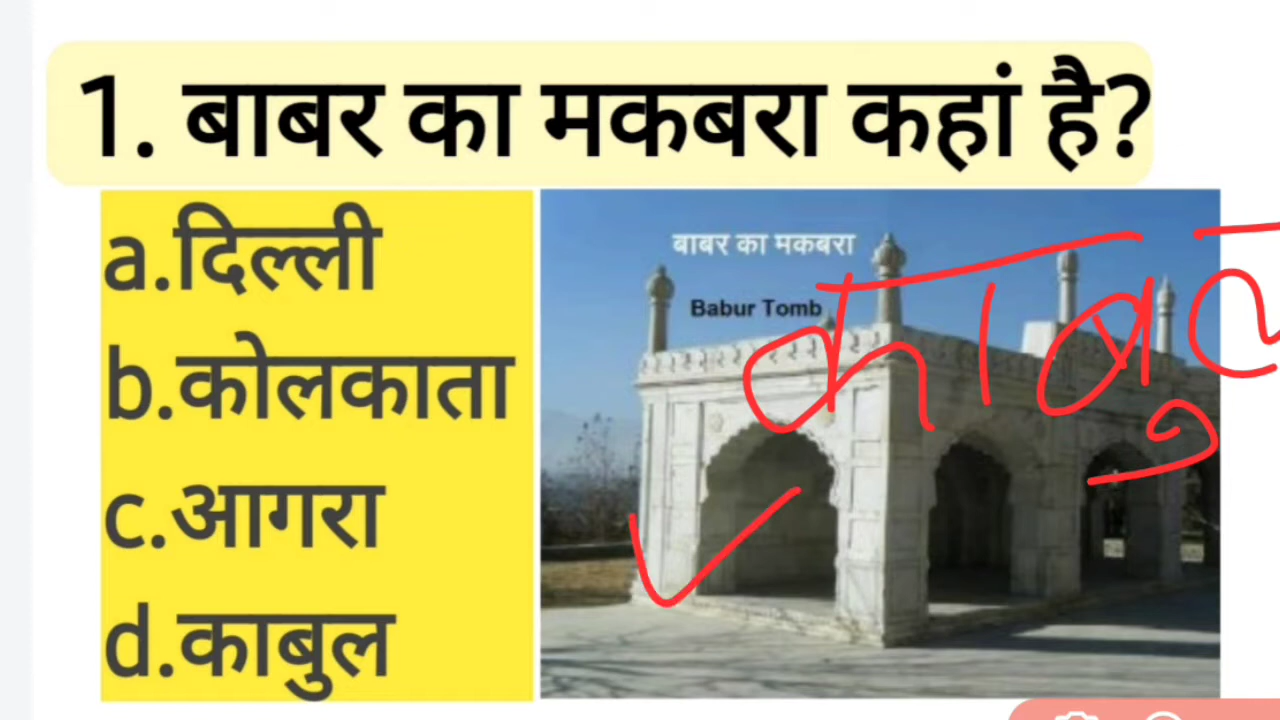 1. बाबर का मकबरा कहां है?
a.दिल्ली
b.कोलकाता
c.आगरा
d.काबुल
बाबर का मकबरा
Babur Tomb
काबुल